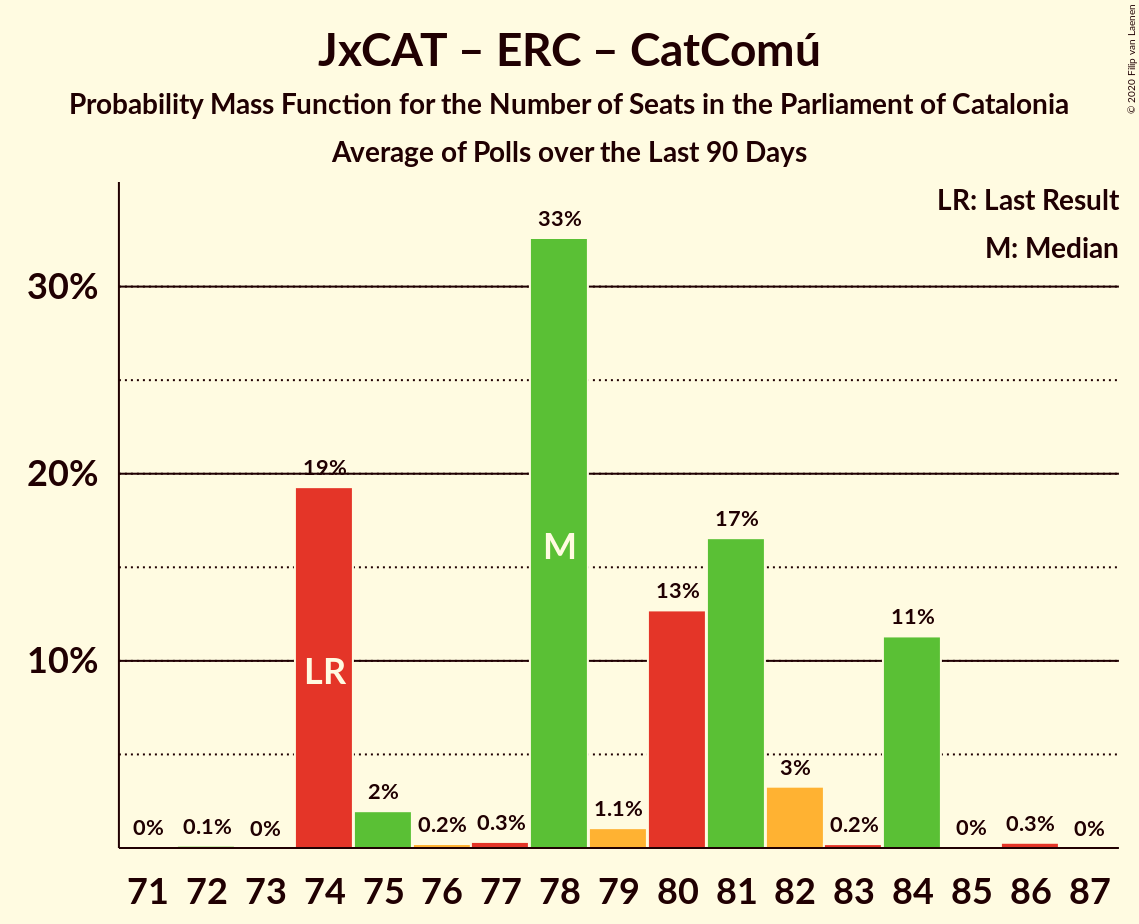 JxCAT – ERC – CatComú
Probability Mass Function for the Number of Seats in the Parliament of Catalonia
Average of Polls over the Last 90 Days
© 2020 Filip van Laenen
LR: Last Result
M: Median
30%
20%
10%
0%
0.1%
0%
19%
2%
0.2%
0.3%
33%
1.1%
13%
17%
3%
0.2%
11%
0%
0.3%
0%
LR
M
71 72 73 74 75 76 77 78 79 80 81 82 83 84 85 86 87